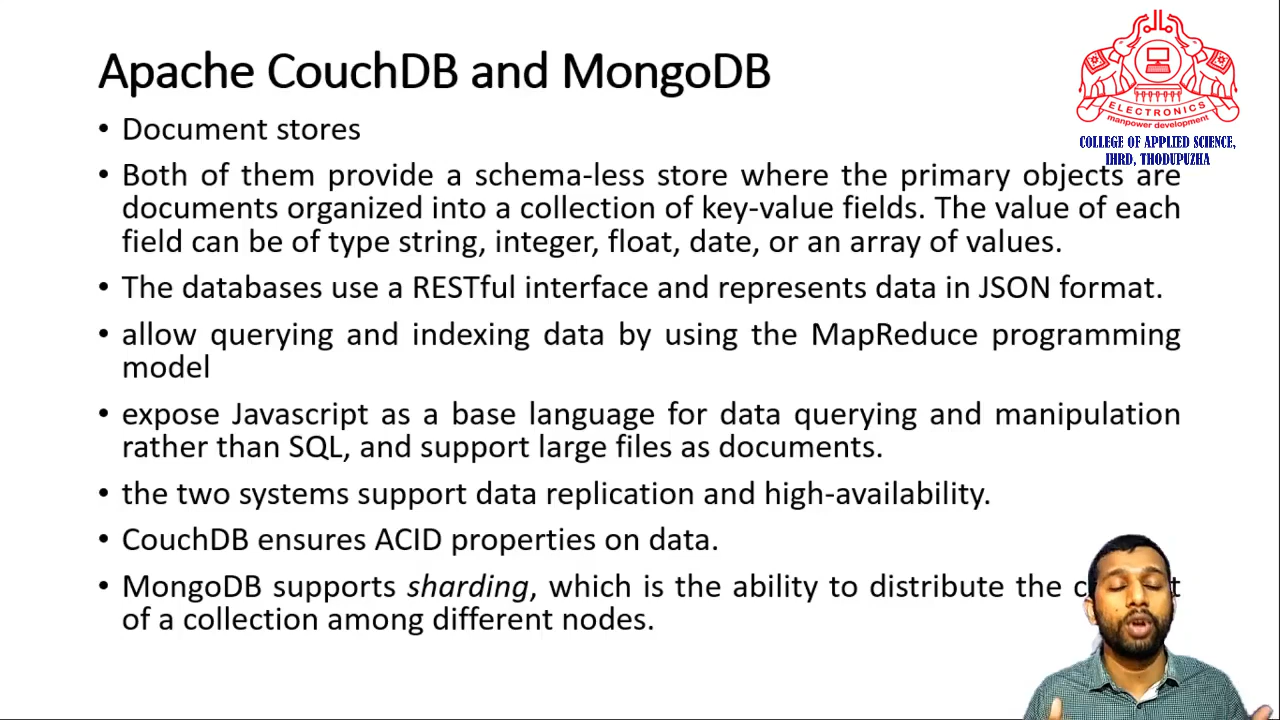 Apache CouchDB and MongoDB
ELECTRONICS
manpower development
COLLEGE OF APPLIED SCIENCE,
IHRD, THODUPUZHA
• Document stores
• Both of them provide a schema-less store where the primary objects are
documents organized into a collection of key-value fields. The value of each
field can be of type string, integer, float, date, or an array of values.
• The databases use a RESTful interface and represents data in JSON format.
• allow querying and indexing data by using the MapReduce programming
model
• expose Javascript as a base language for data querying and manipulation
rather than SQL, and support large files as documents.
• the two systems support data replication and high-availability.
• CouchDB ensures ACID properties on data.
• MongoDB supports sharding, which is the ability to distribute the
of a collection among different nodes.